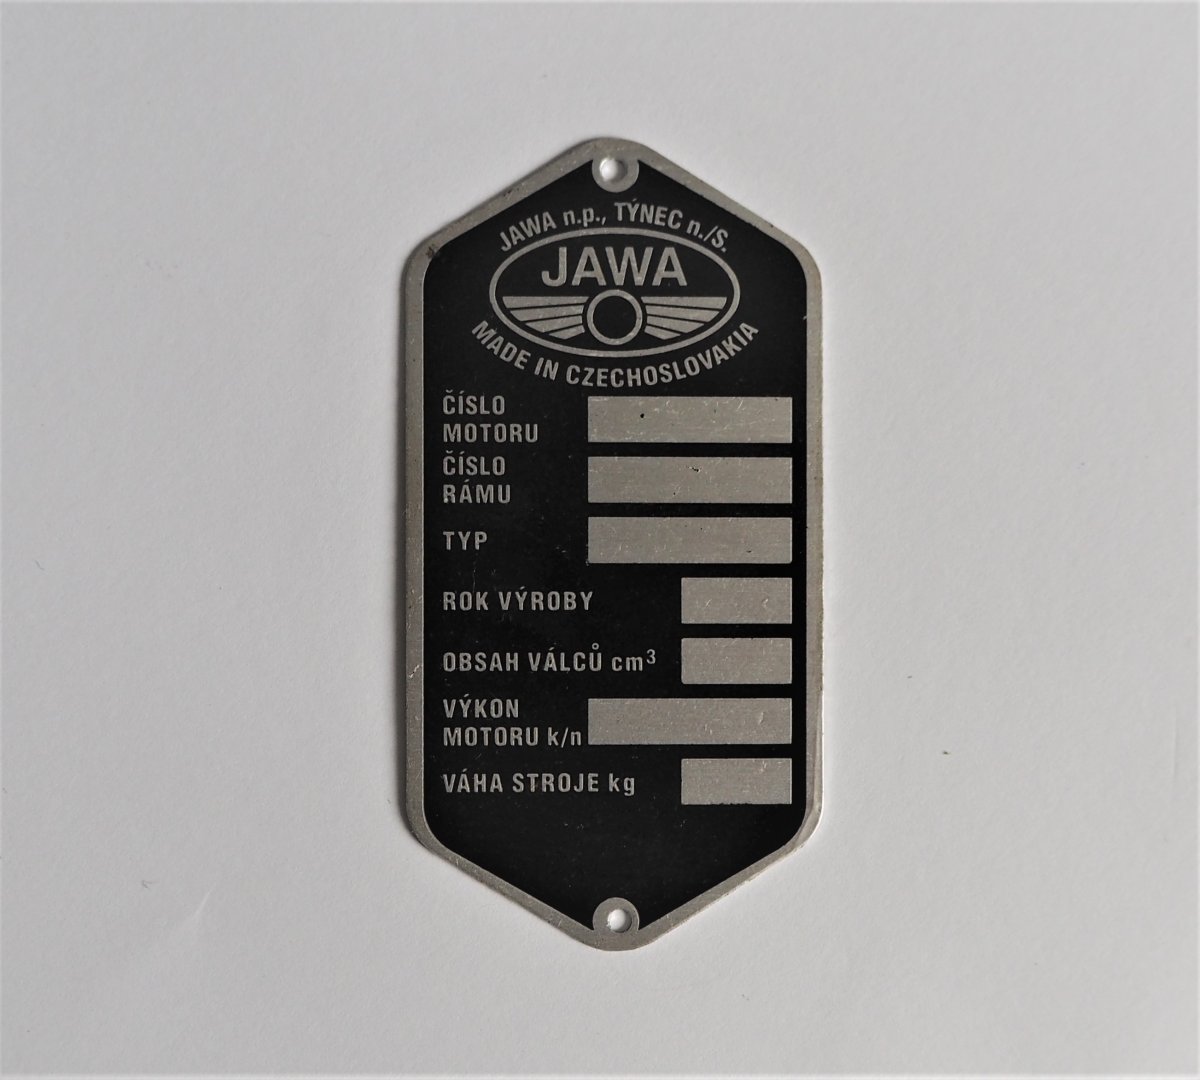 JAWA n.p., TÝNEC n./S.
JAWA
MADE IN CZECHOSLOVAKIA
ČÍSLO
MOTORU
ČÍSLO
RÁMU
TYP
ROK VÝROBY
OBSAH VÁLCŮ cm³
VÝKON
MOTORU k/n
VÁHA STROJE kg